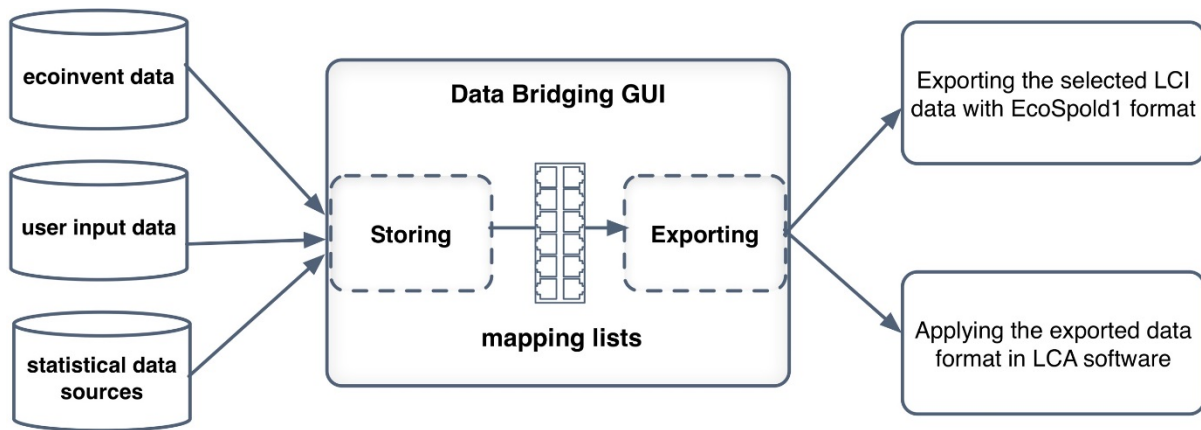 ecoinvent data
user input data
statistical data
sources
Data Bridging GUI
Storing
Exporting
mapping lists
Exporting the selected LCI
data with EcoSpold1 format
Applying the exported data
format in LCA software